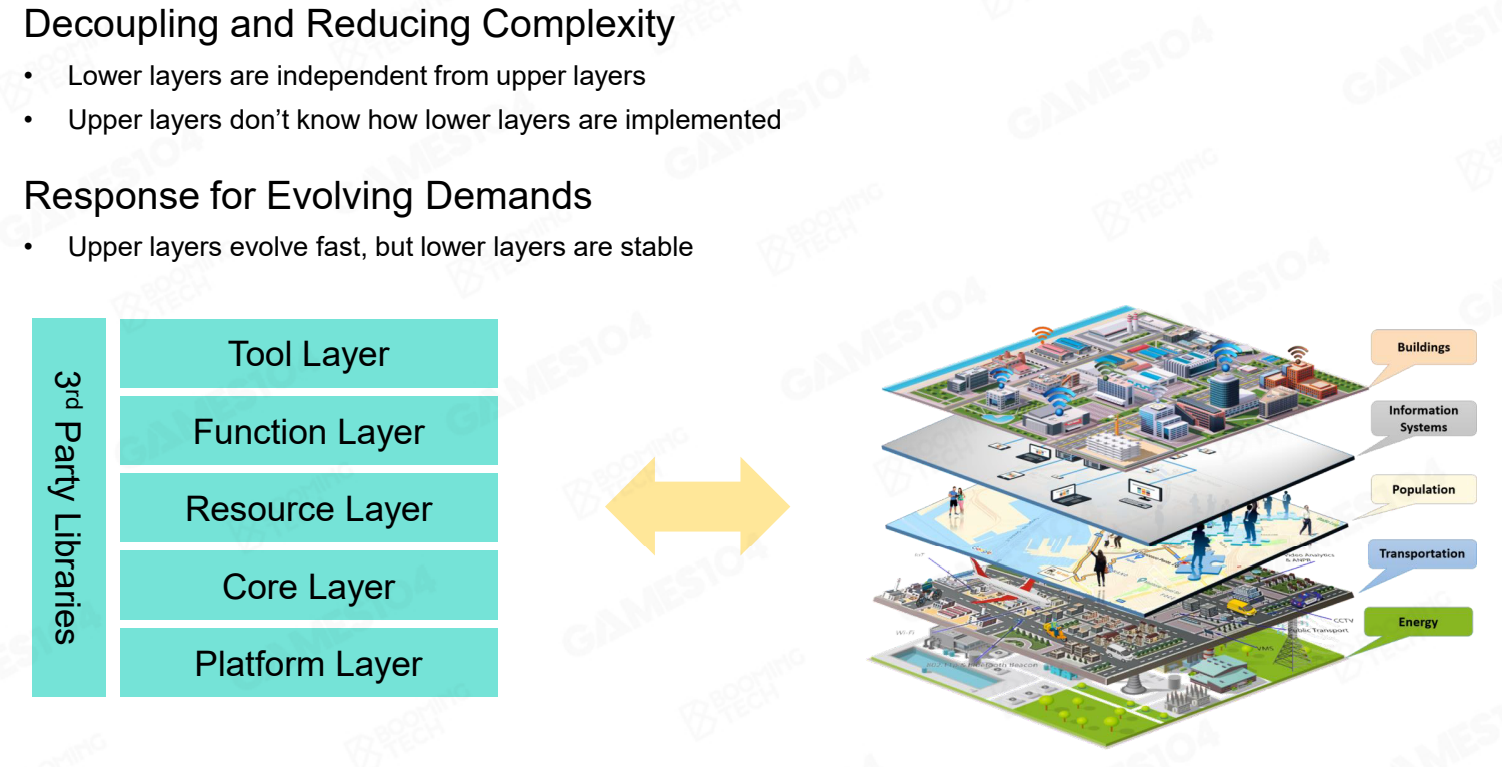 Decoupling and Reducing Complexity
• Lower layers are independent from upper layers
• Upper layers don’t know how lower layers are implemented
Response for Evolving Demands
• Upper layers evolve fast, but lower layers are stable
3rd Party Libraries
Tool Layer
Function Layer
Resource Layer
Core Layer
Platform Layer
Buildings
Information
Systems
Population
Transportation
Energy
Video Analytics
& ANPR
CCTV
Public Transport
VMS
Wi-Fi
GAMES104
BOOMING
TECH